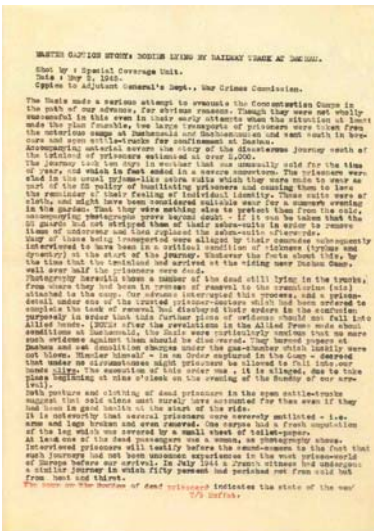 MASTER CAPTION STORY: BODIES LYING BY RAILWAY TRACK AT DACHAU.
Shot by : Special Coverage Unit.
Date : May 2, 1945.
Copies to Adjutant General's Dept., War Crimes Commission.
The Nazis made a serious attempt to evacuate the Concentration Camps in
the path of our advance, for obvious reasons. Though they were not wholly
successful in this even in their early attempts when the situation at least
made the plan feasible, two large transports of prisoners were taken from
the notorious camps at Buchenwald and and sent south in box-
cars and open cattle-trucks for confinement at Dachau.
Accompanying material covers the story of the disastrous journey south of
the trainload of prisoners estimated at over 2,000.
The journey took ten days in weather that was unusually cold for the time
of year, and which in fact ended in a severe snowstorm. The prisoners were
clad in the usual pyjama-like zebra suits which they were made to wear as
part of the SS policy of humiliating prisoners and causing them to lose
the remainder of their feeling of individual identity. These suits were of
cloth, and might have been considered suitable wear for a summer evening
in the garden. That they had nothing else to protect them from the cold,
accompanying photographs prove beyond doubt - if it can be taken that the
SS guards had not stripped them of their zebra-suits in order to remove
items of underwear and then replaced the zebra-suits afterwards.
Many of those being transported were alleged by their comrades subsequently
interviewed to have been in a critical condition of sickness (typhus and
dysentry) at the start of the journey. Whatever the facts about this, by
the time that the trainload arrived at the siding near Dachau Camp,
well over half the prisoners were dead.
Photography herewith shows a number of the dead still lying in the trucks,
from where they had been in process of removal to the crematorium
attached to the camp. Our advance interrupted this process, and a prison-
detail under one of the trusted prisoner-doctors which had been ordered to
complete the task of removal had disobeyed their orders in the confusion
purposely in order that this further piece of evidence should not fall into
Allied hands. after the revelations in the Allied Press made about
conditions at Buchenwald, the Nazis were particularly anxious that no more
such evidence against them should be discovered. They burned papers at
Dachau and set demolition charges under the gas-chamber which luckily were
not blown. Himmler himself - in an Order captured in the Camp - decreed
that under no circumstance might prisoners be allowed to fall into our
hands alive. The execution of this order was , it is alleged, due to take
place beginning at nine o'clock on the evening of the Sunday of our arr-
ival).
Both posture and clothing of dead prisoners in the open cattle-trucks
suggest that cold alone must surely have accounted for them even if they
had been in good health at the start of the ride.
It is noteworthy that several prisoners were severely mutilated - i.e.
arms and legs broken and even removed. One corpse had a fresh amputation
of the leg which was covered by a small sheet of toilet-paper.
At least one of the dead passengers was a woman, as photography shows.
Interviewed prisoners will testify before the sound-camera to the fact that
such journeys had not been uncommon experiences in the vast prison-world
of Europe before our arrival. In July 1944 a French witness had undergone
a similar journey in which fifty percent had perished not from cold but
from heat and thirst.
The on the bodies of dead prisoners indicates the state of the
T/5 Moffat.